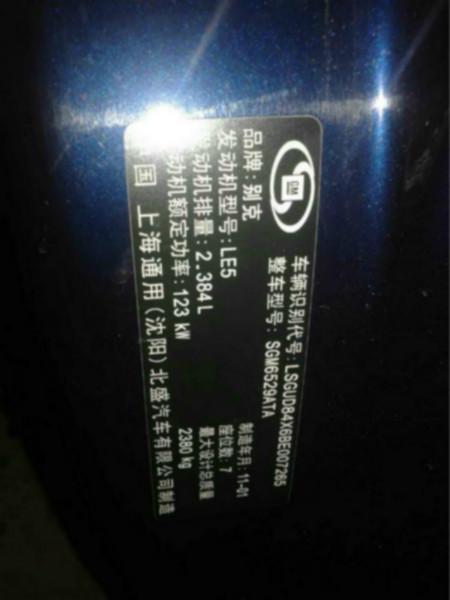 车辆识别代号: LSGUD84X6BE007265
整车型号: SGM6529ATA
品牌: 别克 制造年月: 11-01
发动机型号: LE5 座位数: 7
发动机排量: 2.384L 最大设计总质量
动机额定功率: 123 kW 2380 kg
国 上海通用(沈阳)北盛汽车有限公司制造